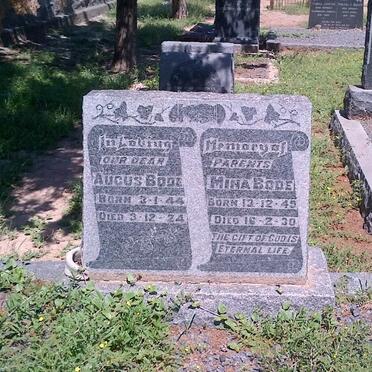 In Loving
Memory of
OUR DEAR
PARENTS
AUGUS BODE
BORN 3-1-44
DIED 3-12-24
MINA BODE
BORN 13-12-45
DIED 16-2-30
THE GIFT OF GOD IS
ETERNAL LIFE